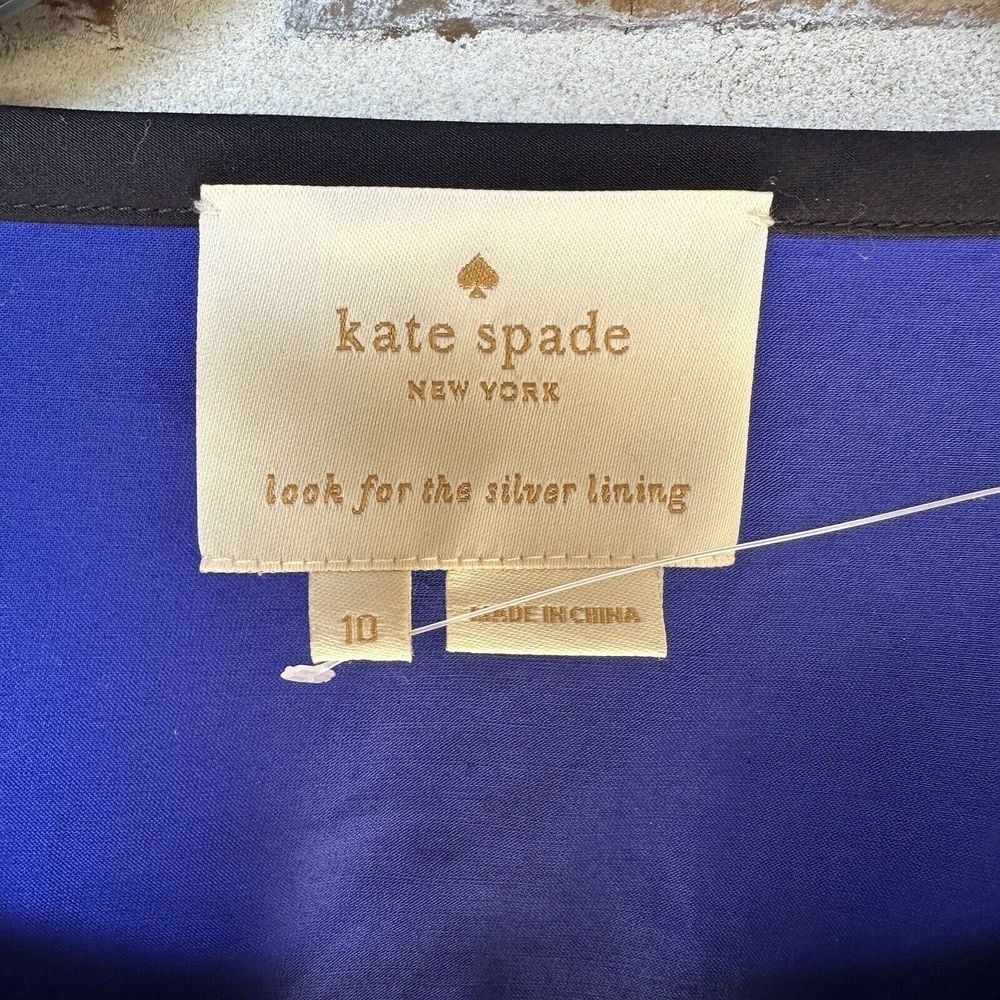 kate spade
NEW YORK
look for the silver lining
10
MADE IN CHINA